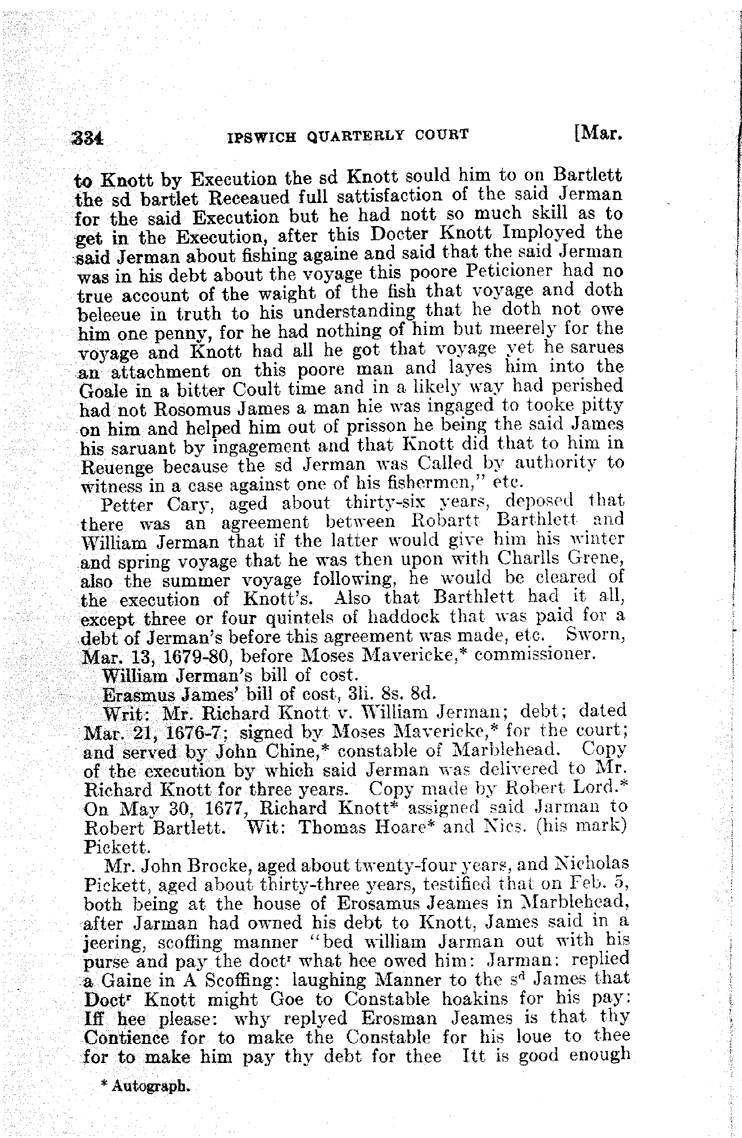 334 IPSWICH QUARTERLY COURT [Mar.
to Knott by Execution the sd Knott sould him to on Bartlett
the sd bartlet Receaued full sattisfaction of the said Jerman
for the said Execution but he had nott so much skill as to
get in the Execution, after this Docter Knott Imployed the
said Jerman about fishing againe and said that the said Jerman
was in his debt about the voyage this poore Peticioner had no
true account of the waight of the fish that voyage and doth
beleeue in truth to his understanding that he doth not owe
him one penny, for he had nothing of him but meerely for the
voyage and Knott had all he got that voyage yet he sarues
an attachment on this poore man and layes him into the
Goale in a bitter Coult time and in a likely way had perished
had not Rosomus James a man hie was ingaged to tooke pitty
on him and helped him out of prisson he being the said James
his saruant by ingagement and that Knott did that to him in
Reuenge because the sd Jerman was Called by authority to
witness in a case against one of his fishermen," etc.
Petter Cary, aged about thirty-six years, deposed that
there was an agreement between Robartt Barthlett and
William Jerman that if the latter would give him his winter
and spring voyage that he was then upon with Charlls Grene,
also the summer voyage following, he would be cleared of
the execution of Knott's. Also that Barthlett had it all,
except three or four quintels of haddock that was paid for a
debt of Jerman's before this agreement was made, etc. Sworn,
Mar. 13, 1679-80, before Moses Mavericke,* commissioner.
William Jerman's bill of cost.
Erasmus James' bill of cost, 3li. 8s. 8d.
Writ: Mr. Richard Knott v. William Jerman; debt; dated
Mar. 21, 1676-7; signed by Moses Mavericke,* for the court;
and served by John Chine,* constable of Marblehead. Copy
of the execution by which said Jerman was delivered to Mr.
Richard Knott for three years. Copy made by Robert Lord.*
On May 30, 1677, Richard Knott* assigned said Jarman to
Robert Bartlett. Wit: Thomas Hoare* and Nics. (his mark)
Pickett.
Mr. John Brocke, aged about twenty-four years, and Nicholas
Pickett, aged about thirty-three years, testified that on Feb. 5,
both being at the house of Erosamus Jeames in Marblehead,
after Jarman had owned his debt to Knott, James said in a
jeering, scoffing manner "bed william Jarman out with his
purse and pay the doctʳ what hee owed him: Jarman: replied
a Gaine in A Scoffing: laughing Manner to the sᵈ James that
Doctʳ Knott might Goe to Constable hoakins for his pay:
Iff hee please: why replyed Erosman Jeames is that thy
Contience for to make the Constable for his loue to thee
for to make him pay thy debt for thee Itt is good enough
* Autograph.